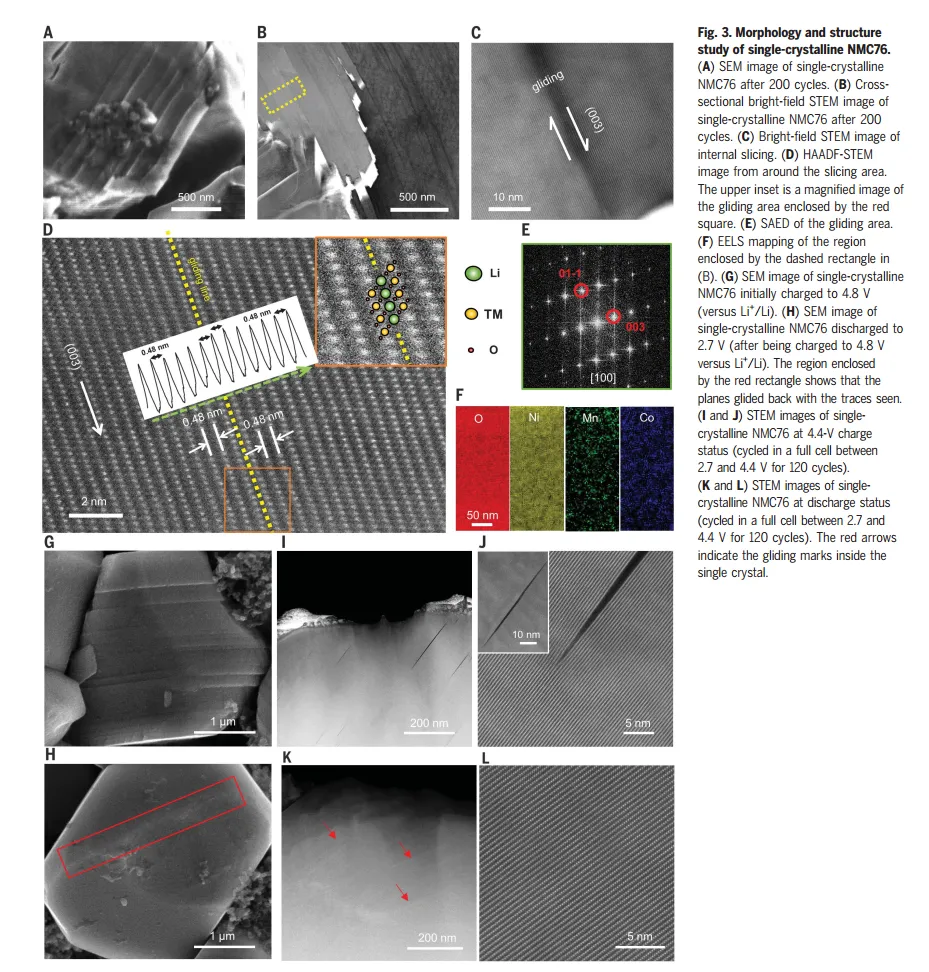 A
500 nm
B
500 nm
C
gliding
(003)
10 nm
D
gliding line
0.48 nm
0.48 nm
(003)
0.48 nm
0.48 nm
2 nm
Li
TM
O
E
01-1
003
[100]
F
O
Ni
Mn
Co
50 nm
G
1 µm
I
200 nm
J
10 nm
5 nm
H
1 µm
K
200 nm
L
5 nm
Fig. 3. Morphology and structure
study of single-crystalline NMC76.
(A) SEM image of single-crystalline
NMC76 after 200 cycles. (B) Cross-
sectional bright-field STEM image of
single-crystalline NMC76 after 200
cycles. (C) Bright-field STEM image of
internal slicing. (D) HAADF-STEM
image from around the slicing area.
The upper inset is a magnified image of
the gliding area enclosed by the red
square. (E) SAED of the gliding area.
(F) EELS mapping of the region
enclosed by the dashed rectangle in
(B). (G) SEM image of single-crystalline
NMC76 initially charged to 4.8 V
(versus Li⁺/Li). (H) SEM image of
single-crystalline NMC76 discharged to
2.7 V (after being charged to 4.8 V
versus Li⁺/Li). The region enclosed
by the red rectangle shows that the
planes glided back with the traces seen.
(I and J) STEM images of single-
crystalline NMC76 at 4.4-V charge
status (cycled in a full cell between
2.7 and 4.4 V for 120 cycles).
(K and L) STEM images of single-
crystalline NMC76 at discharge status
(cycled in a full cell between 2.7 and
4.4 V for 120 cycles). The red arrows
indicate the gliding marks inside the
single crystal.